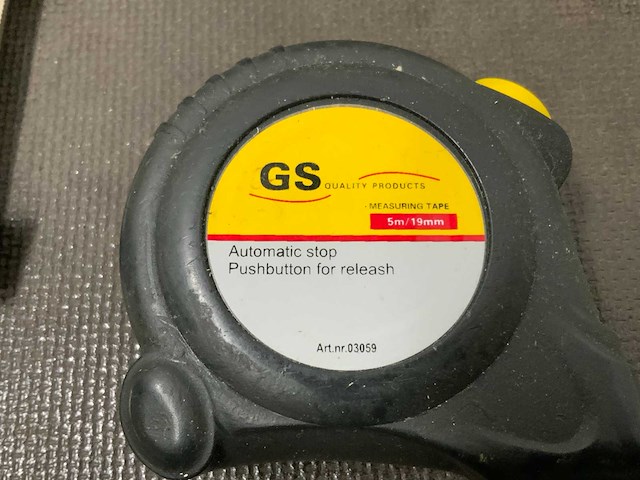 GS QUALITY PRODUCTS
MEASURING TAPE
5m/19mm
Automatic stop
Pushbutton for releash
Art.nr.03059